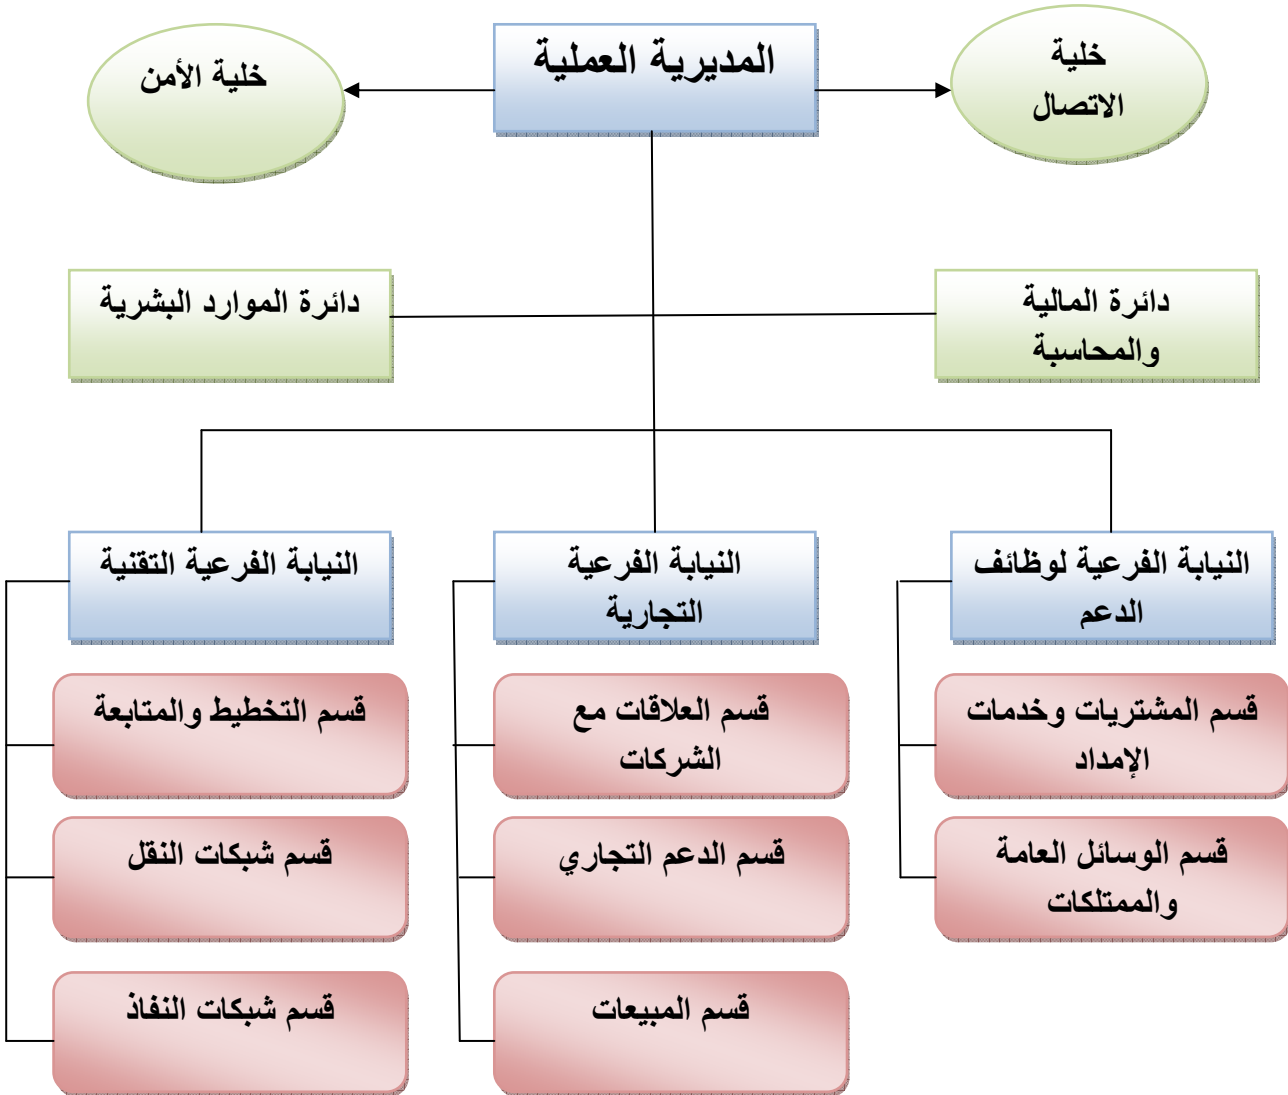 خلية
الاتصال
المديرية العملية
خلية الأمن
دائرة المالية
والمحاسبة
دائرة الموارد البشرية
النيابة الفرعية لوظائف
الدعم
النيابة الفرعية
التجارية
النيابة الفرعية التقنية
قسم المشتريات وخدمات
الإمداد
قسم العلاقات مع
الشركات
قسم التخطيط والمتابعة
قسم الوسائل العامة
والممتلكات
قسم الدعم التجاري
قسم شبكات النقل
قسم المبيعات
قسم شبكات النفاذ